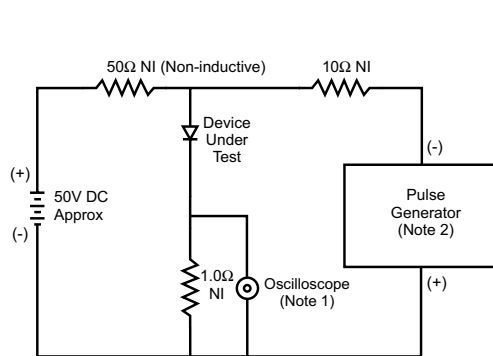 50Ω NI (Non-inductive)
10Ω NI
Device
Under
Test
(+)
50V DC
Approx
(-)
(-)
Pulse
Generator
(Note 2)
(+)
1.0Ω
NI
Oscilloscope
(Note 1)